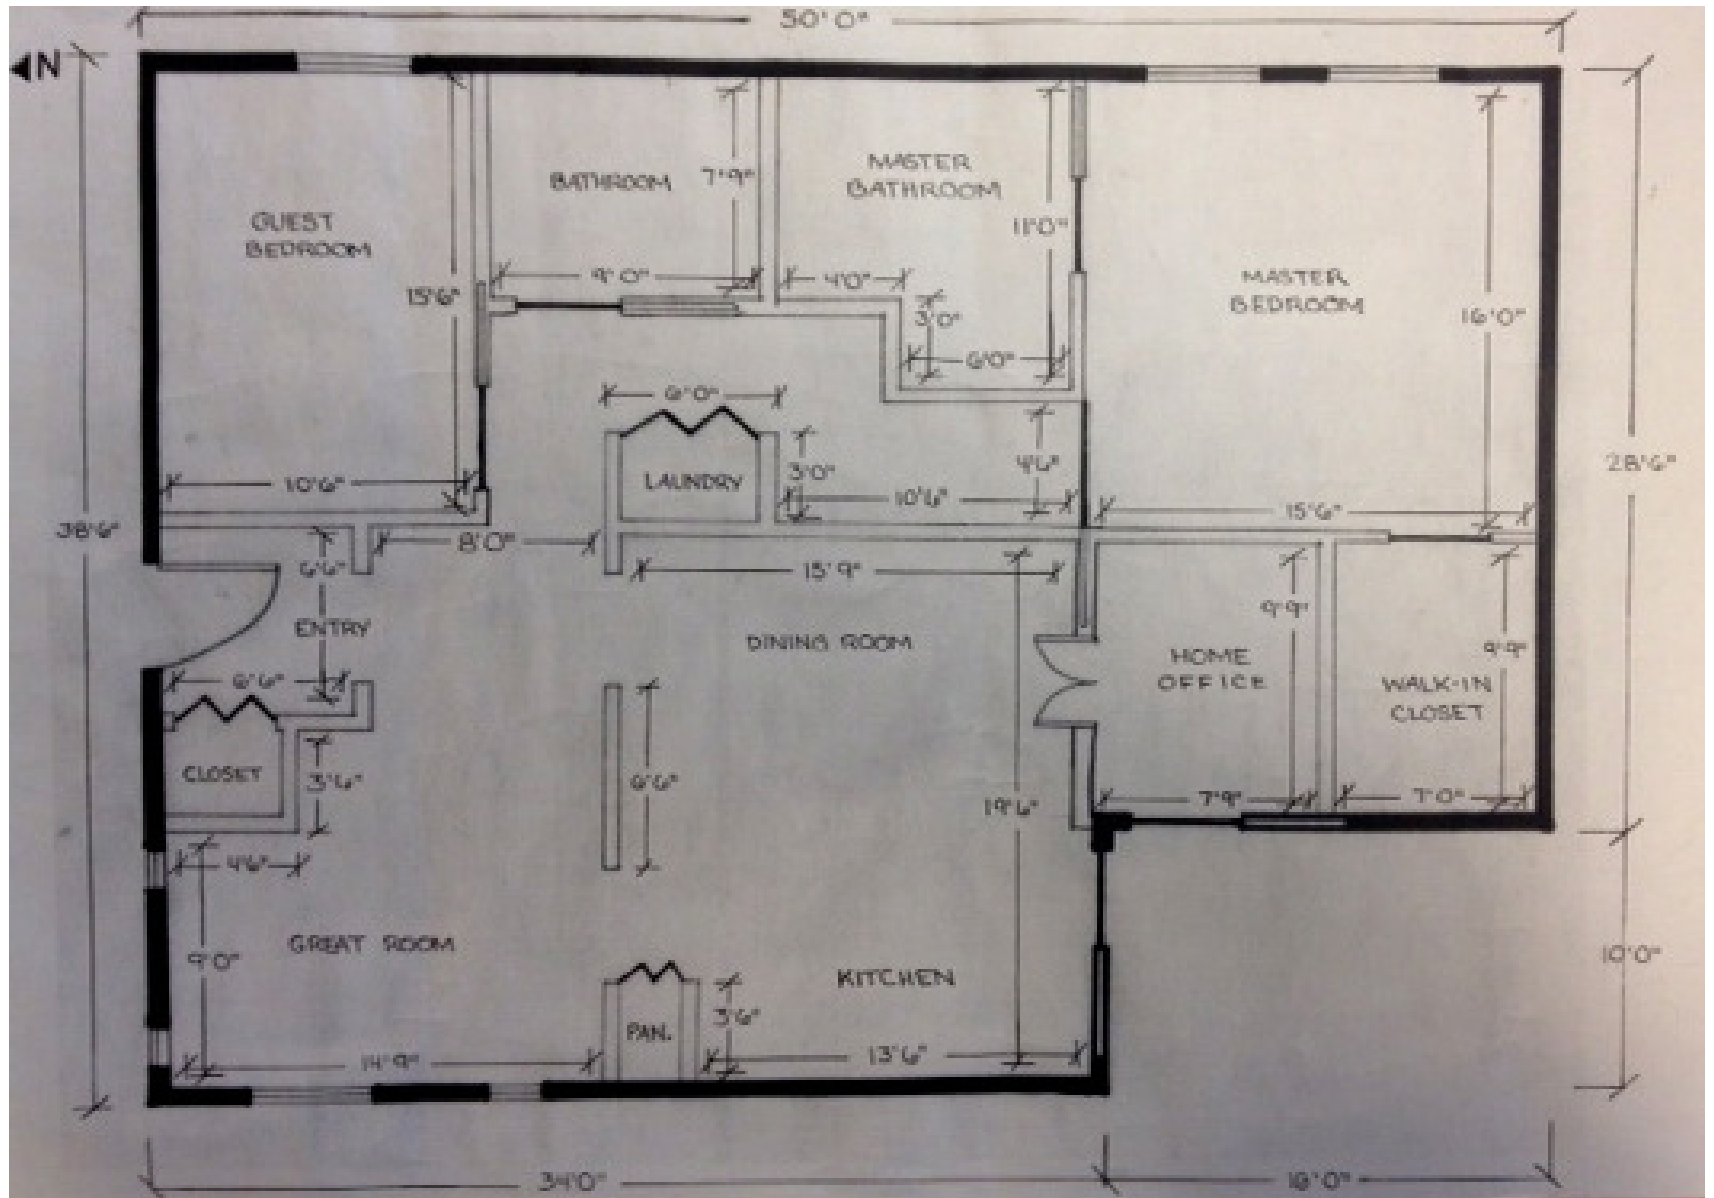 50'0"
N
GUEST
BEDROOM
15'6"
10'6"
BATHROOM
7'9"
9'0"
MASTER
BATHROOM
11'0"
4'0"
3'0"
6'0"
MASTER
BEDROOM
16'0"
15'6"
28'6"
38'6"
6'0"
LAUNDRY
3'0"
10'6"
4'6"
8'0"
15'9"
6'6"
ENTRY
6'6"
CLOSET
3'6"
4'6"
DINING ROOM
6'6"
19'6"
HOME
OFFICE
9'9"
7'9"
WALK-IN
CLOSET
9'9"
7'0"
GREAT ROOM
9'0"
14'9"
PAN.
3'6"
KITCHEN
13'6"
10'0"
34'0"